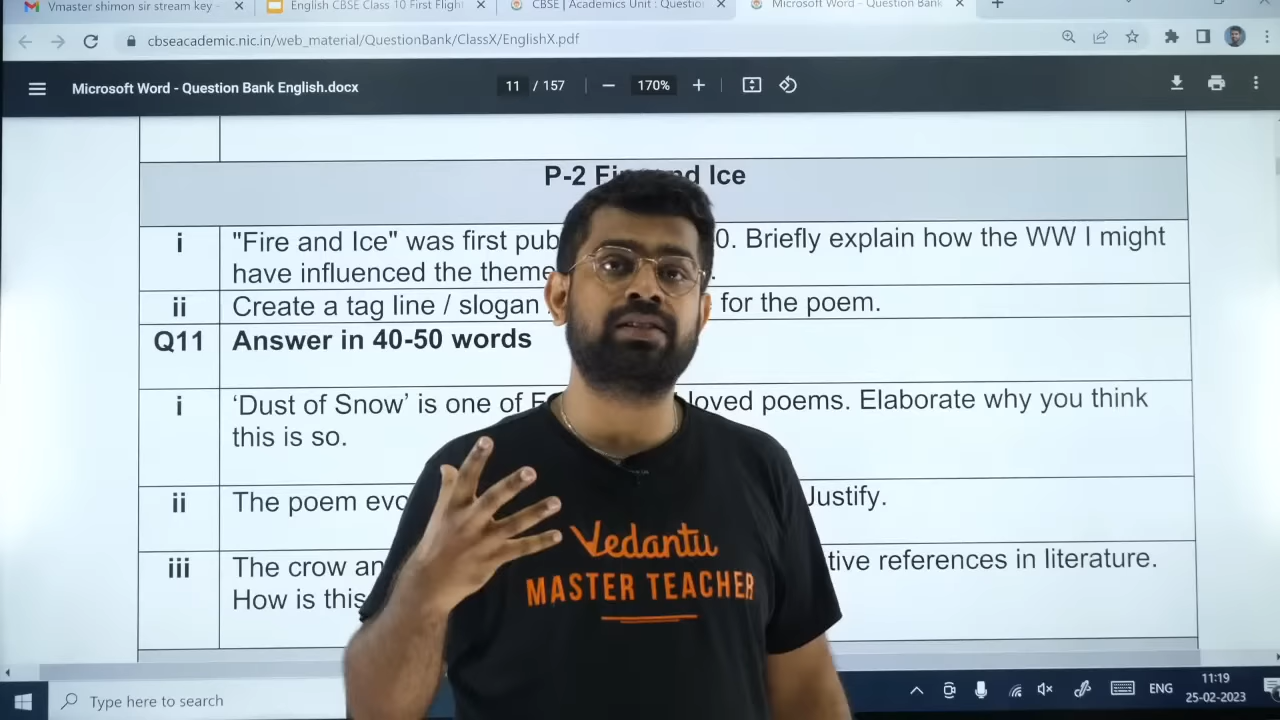 Vmaster shimon sir stream key -
English CBSE Class 10 First Flight
CBSE | Academics Unit : Question
Microsoft Word - Question Bank
cbseacademic.nic.in/web_material/QuestionBank/ClassX/EnglishX.pdf
Microsoft Word - Question Bank English.docx
11 / 157
170%
P-2 Fi nd Ice
i "Fire and Ice" was first pub 0. Briefly explain how the WW I might
have influenced the theme .
ii Create a tag line / slogan for the poem.
Q11 Answer in 40-50 words
i ‘Dust of Snow’ is one of loved poems. Elaborate why you think
this is so.
ii The poem evo Justify.
iii The crow an tive references in literature.
How is this
Vedantu
MASTER TEACHER
Type here to search
ENG
11:19
25-02-2023